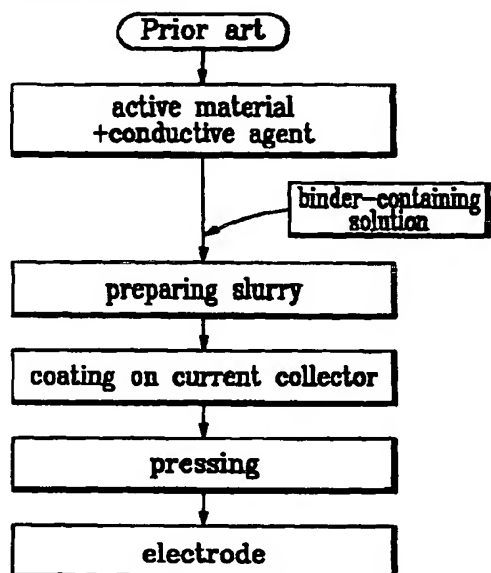 Prior art
active material
+conductive agent
binder-containing
solution
preparing slurry
coating on current collector
pressing
electrode